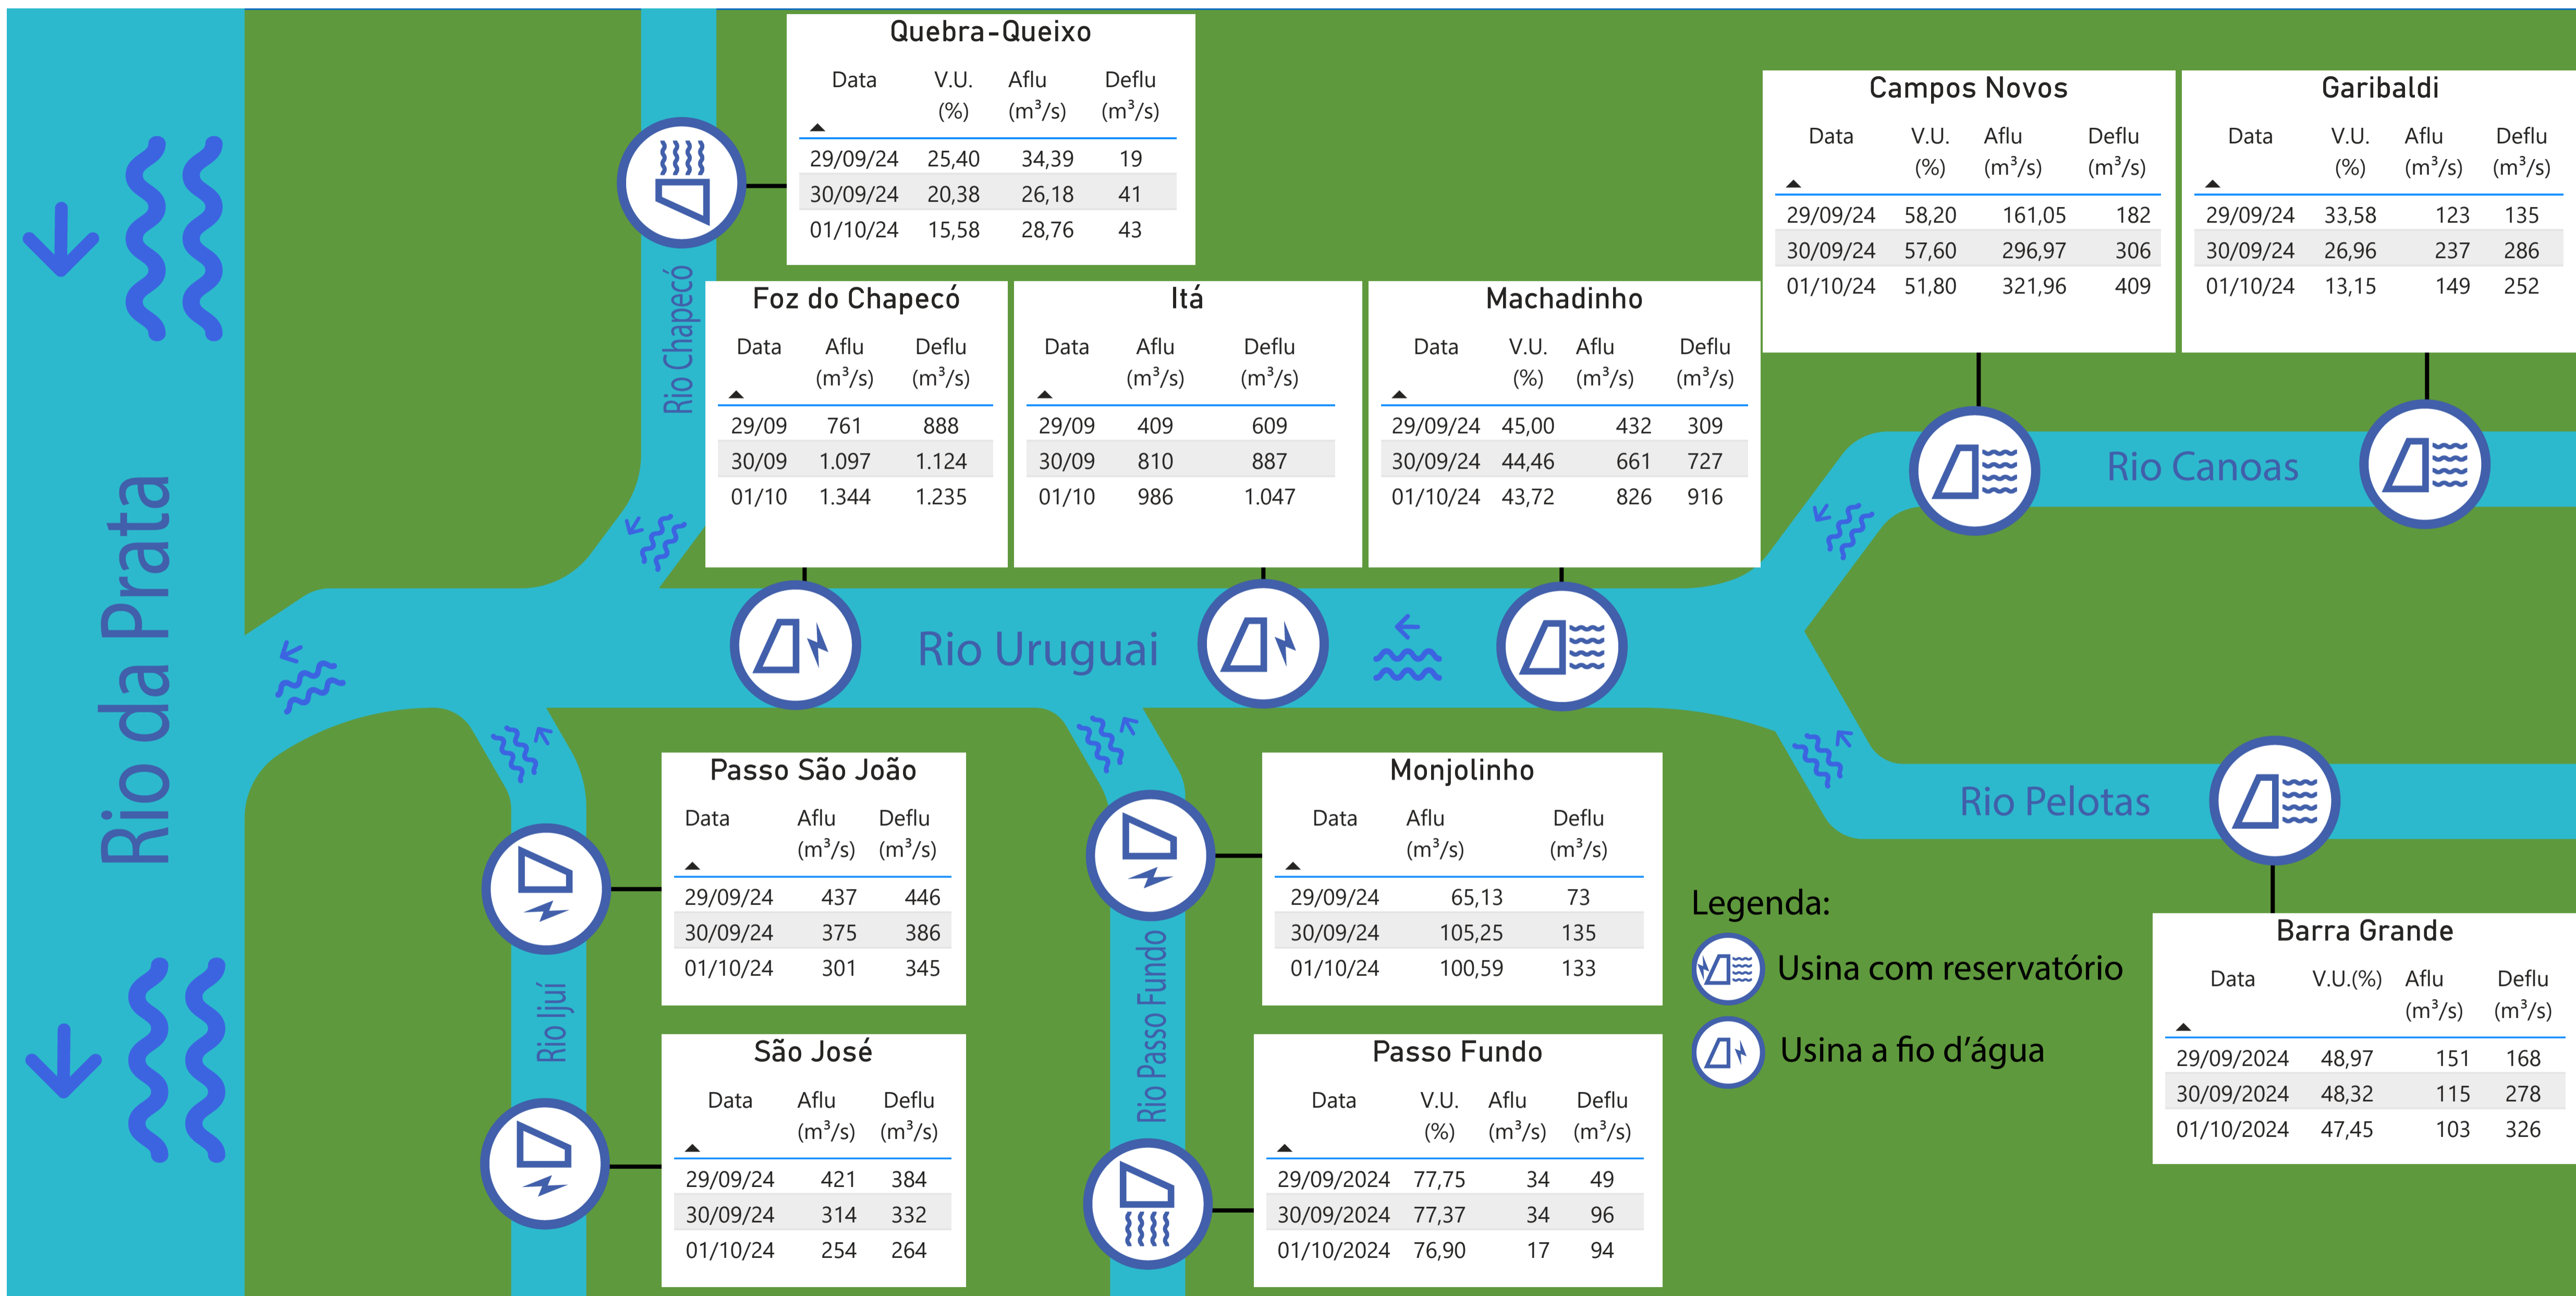 Quebra-Queixo
Data V.U. (%) Aflu (m³/s) Deflu (m³/s)
29/09/24 25,40 34,39 19
30/09/24 20,38 26,18 41
01/10/24 15,58 28,76 43
Campos Novos
Data V.U. (%) Aflu (m³/s) Deflu (m³/s)
29/09/24 58,20 161,05 182
30/09/24 57,60 296,97 306
01/10/24 51,80 321,96 409
Garibaldi
Data V.U. (%) Aflu (m³/s) Deflu (m³/s)
29/09/24 33,58 123 135
30/09/24 26,96 237 286
01/10/24 13,15 149 252
Rio Chapecó
Foz do Chapecó
Data Aflu (m³/s) Deflu (m³/s)
29/09 761 888
30/09 1.097 1.124
01/10 1.344 1.235
Itá
Data Aflu (m³/s) Deflu (m³/s)
29/09 409 609
30/09 810 887
01/10 986 1.047
Machadinho
Data V.U. (%) Aflu (m³/s) Deflu (m³/s)
29/09/24 45,00 432 309
30/09/24 44,46 661 727
01/10/24 43,72 826 916
Rio Canoas
Rio da Prata
Rio Uruguai
Rio Pelotas
Passo São João
Data Aflu (m³/s) Deflu (m³/s)
29/09/24 437 446
30/09/24 375 386
01/10/24 301 345
Monjolinho
Data Aflu (m³/s) Deflu (m³/s)
29/09/24 65,13 73
30/09/24 105,25 135
01/10/24 100,59 133
Legenda:
Usina com reservatório
Usina a fio d’água
Barra Grande
Data V.U.(%) Aflu (m³/s) Deflu (m³/s)
29/09/2024 48,97 151 168
30/09/2024 48,32 115 278
01/10/2024 47,45 103 326
Rio Ijuí
São José
Data Aflu (m³/s) Deflu (m³/s)
29/09/24 421 384
30/09/24 314 332
01/10/24 254 264
Rio Passo Fundo
Passo Fundo
Data V.U. (%) Aflu (m³/s) Deflu (m³/s)
29/09/2024 77,75 34 49
30/09/2024 77,37 34 96
01/10/2024 76,90 17 94